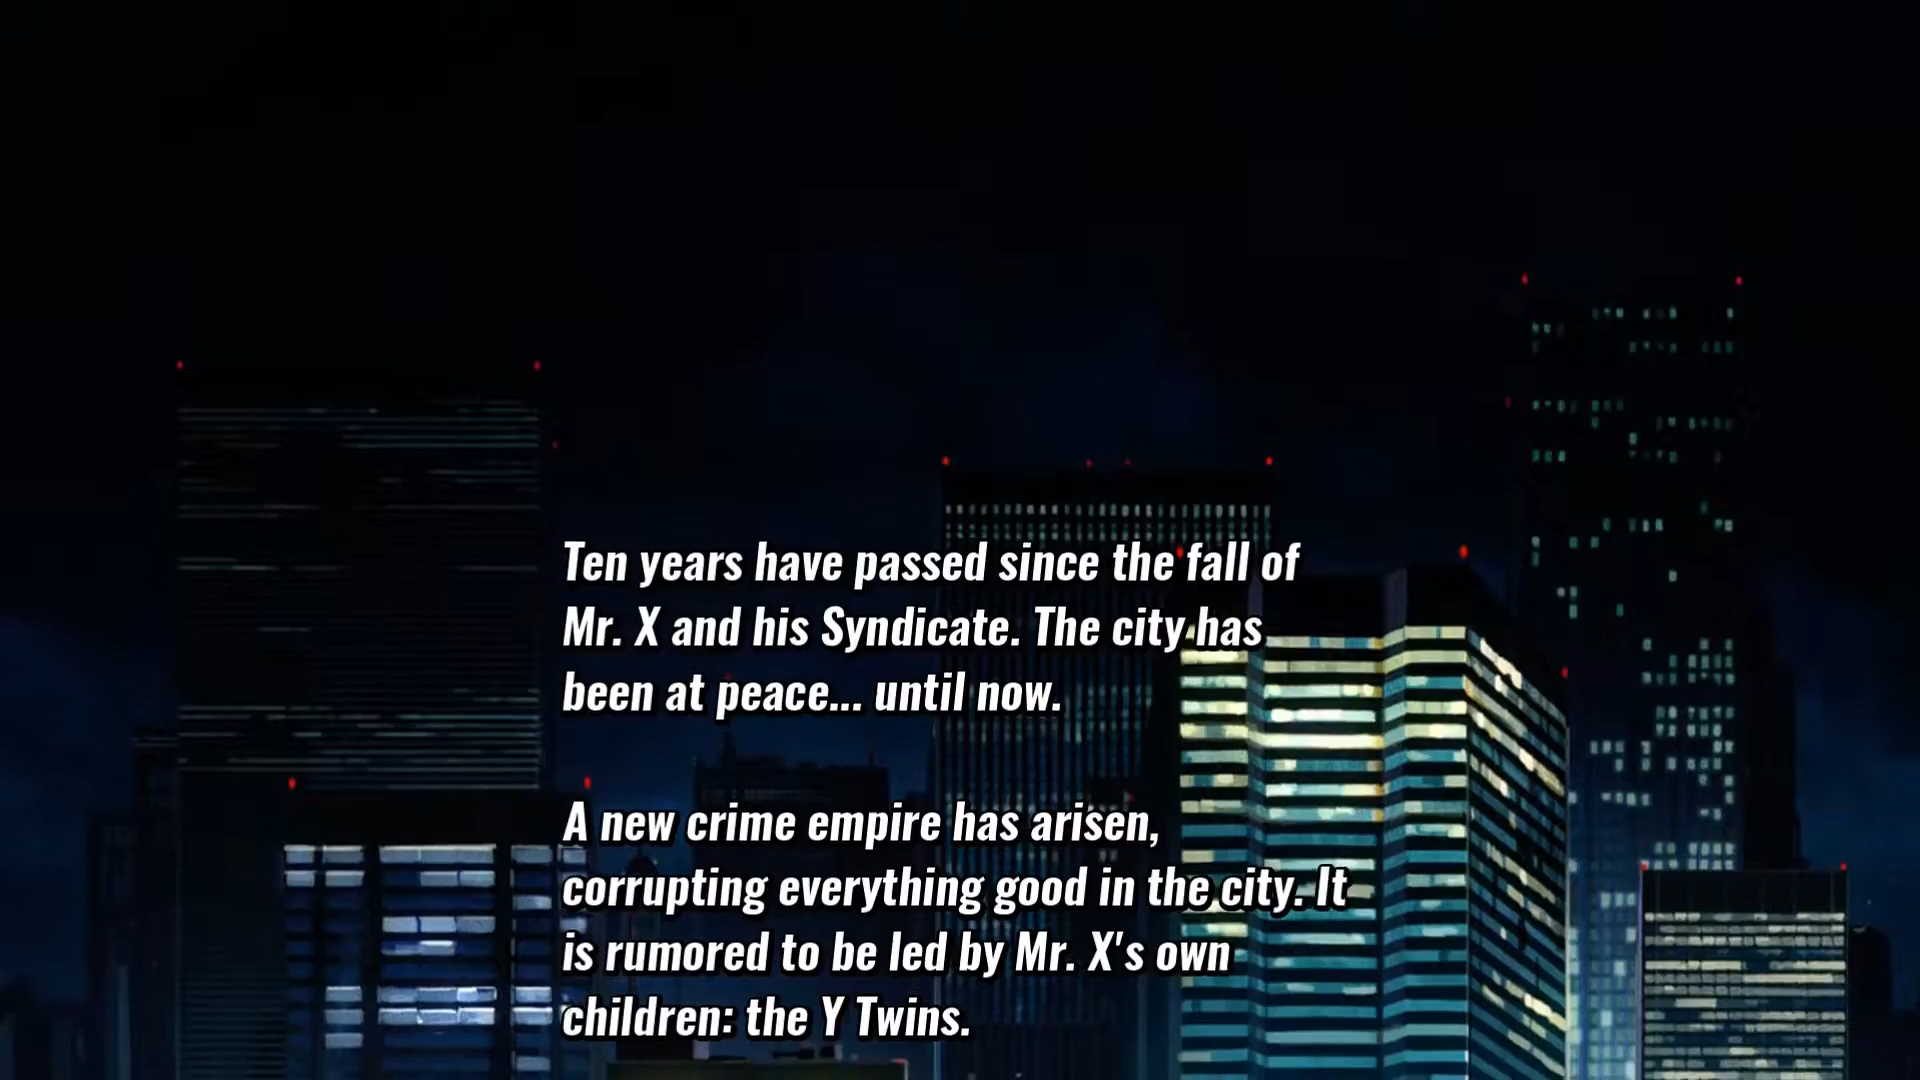 Ten years have passed since the fall of
Mr. X and his Syndicate. The city has
been at peace... until now.
A new crime empire has arisen,
corrupting everything good in the city. It
is rumored to be led by Mr. X's own
children: the Y Twins.